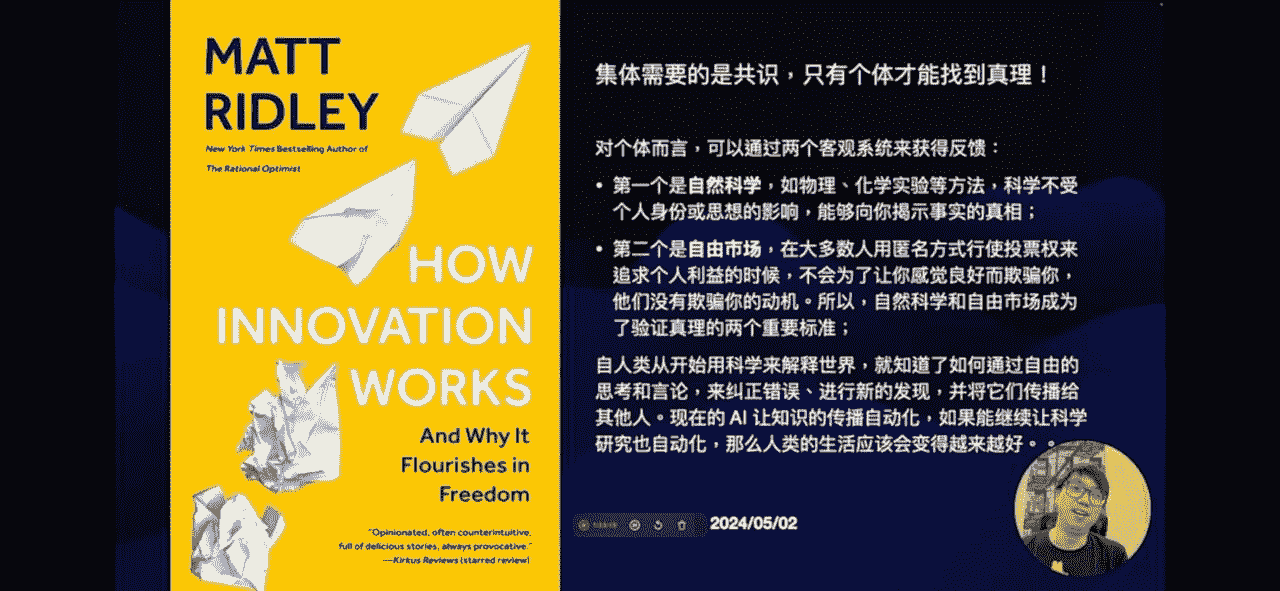 MATT
RIDLEY
New York Times Bestselling Author of
The Rational Optimist
HOW
INNOVATION
WORKS
And Why It
Flourishes in
Freedom
"Opinionated, often counterintuitive,
full of delicious stories, always provocative."
—Kirkus Reviews (starred review)
集体需要的是共识，只有个体才能找到真理！
对个体而言，可以通过两个客观系统来获得反馈：
• 第一个是自然科学，如物理、化学实验等方法，科学不受
个人身份或思想的影响，能够向你揭示事实的真相；
• 第二个是自由市场，在大多数人用匿名方式行使投票权来
追求个人利益的时候，不会为了让你感觉良好而欺骗你，
他们没有欺骗你的动机。所以，自然科学和自由市场成为
了验证真理的两个重要标准；
自人类从开始用科学来解释世界，就知道了如何通过自由的
思考和言论，来纠正错误、进行新的发现，并将它们传播给
其他人。现在的 AI 让知识的传播自动化，如果能继续让科学
研究也自动化，那么人类的生活应该会变得越来越好。。
2024/05/02